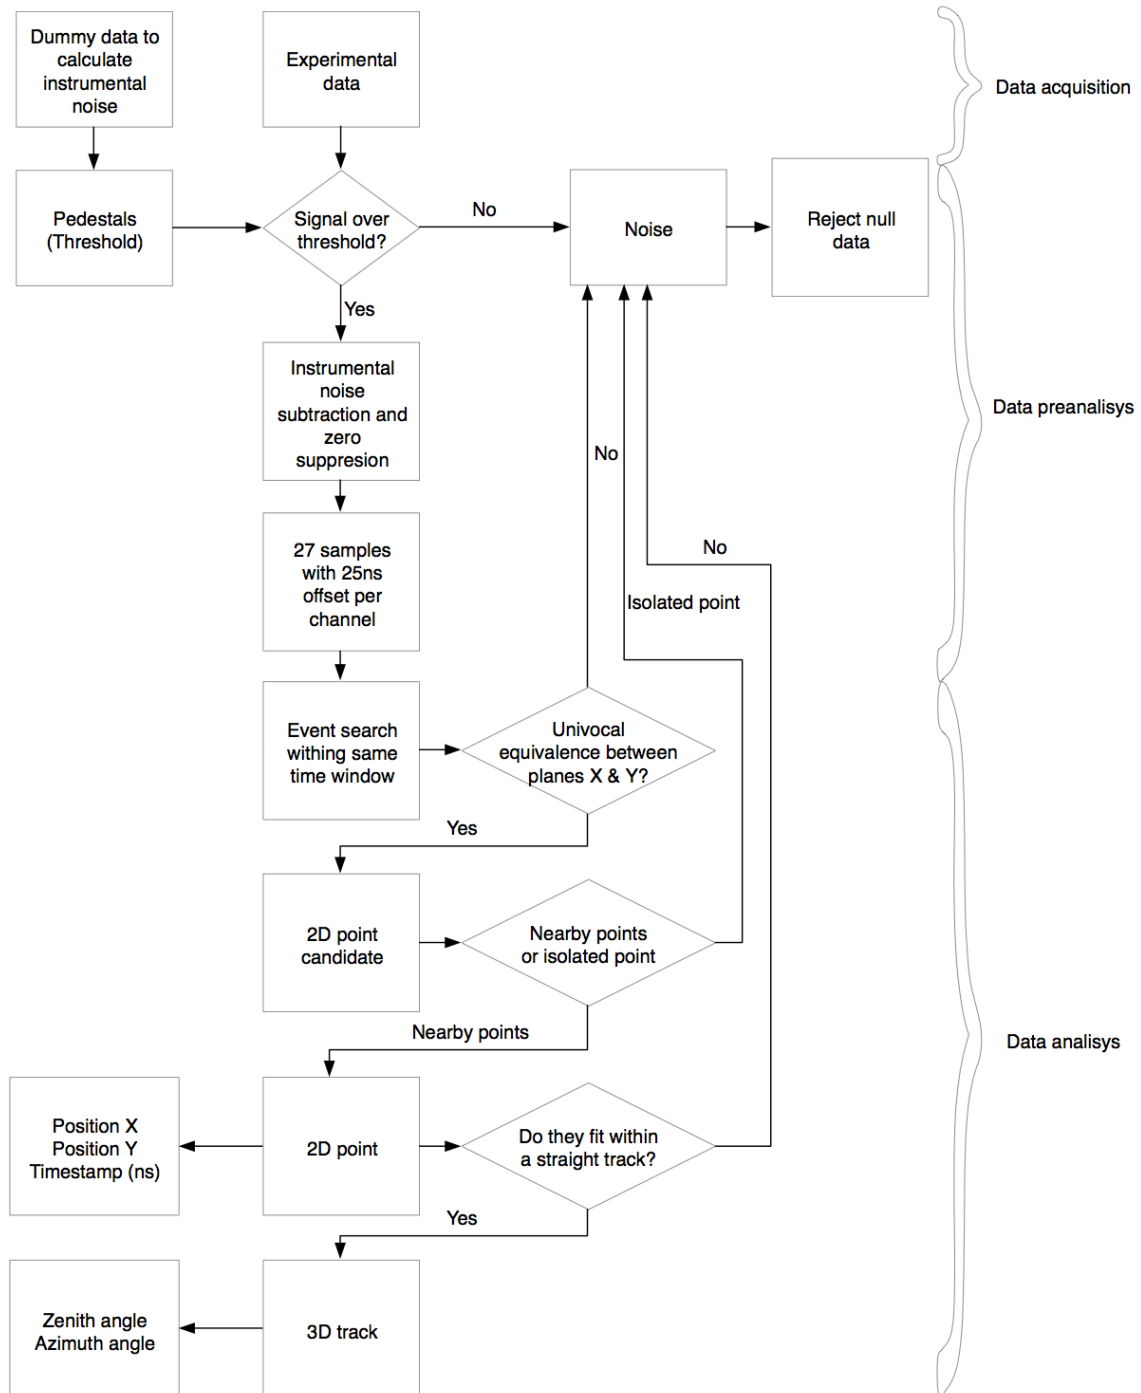 Dummy data to
calculate
instrumental
noise
Experimental
data
Data acquisition
Pedestals
(Threshold)
Signal over
threshold?
No
Noise
Reject null
data
Yes
Instrumental
noise
subtraction and
zero
suppresion
Data preanalisys
No
27 samples
with 25ns
offset per
channel
No
Isolated point
Event search
withing same
time window
Univocal
equivalence between
planes X & Y?
Yes
2D point
candidate
Nearby points
or isolated point
Nearby points
Data analisys
Position X
Position Y
Timestamp (ns)
2D point
Do they fit within
a straight track?
Yes
Zenith angle
Azimuth angle
3D track